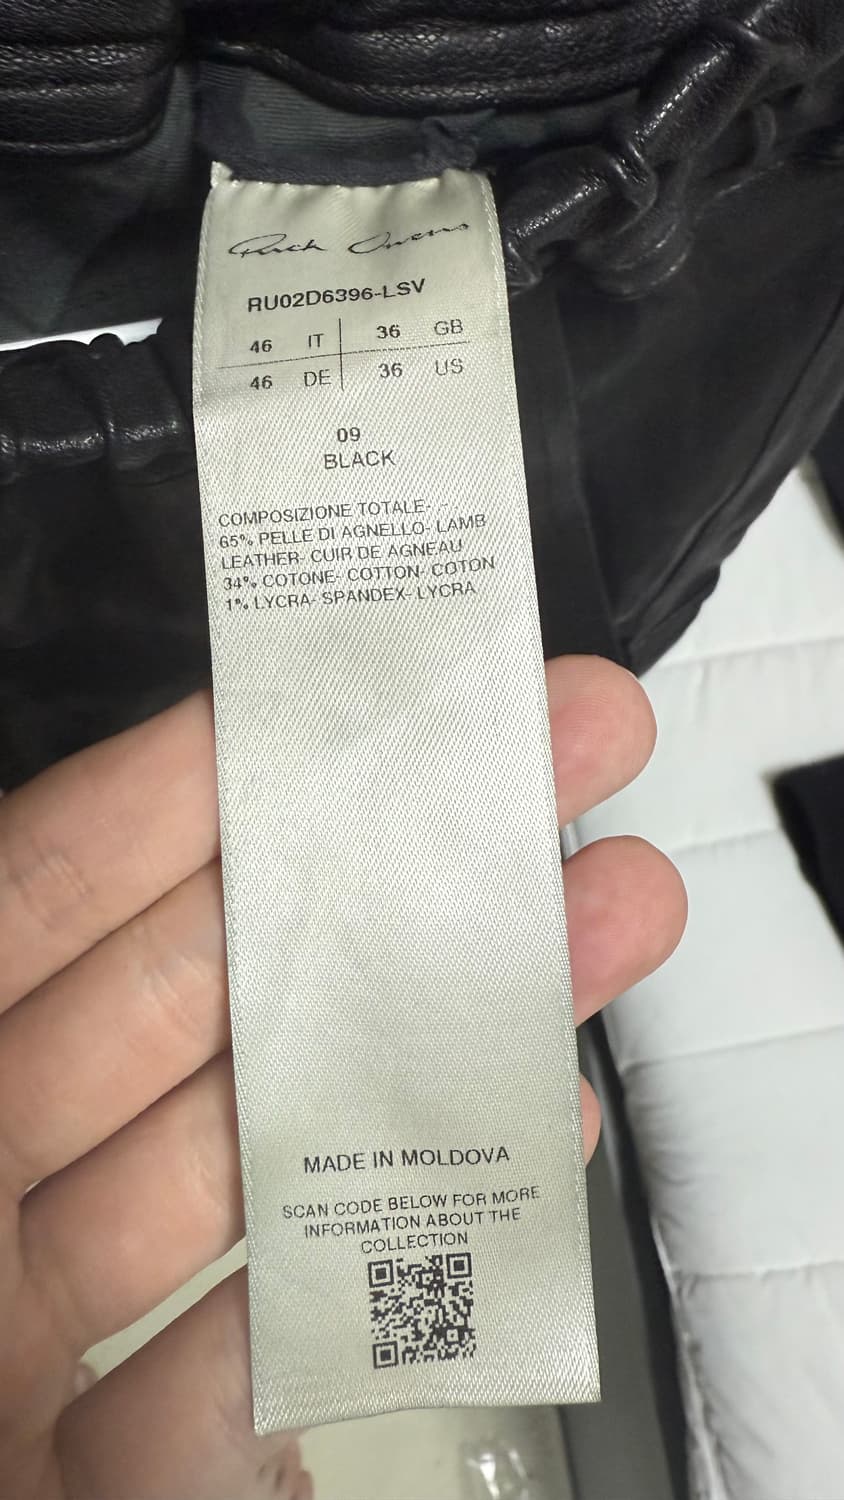 Rick Owens
RU02D6396-LSV
46 IT 36 GB
46 DE 36 US
09
BLACK
COMPOSIZIONE TOTALE- -
65% PELLE DI AGNELLO- LAMB
LEATHER- CUIR DE AGNEAU
34% COTONE- COTTON- COTON
1% LYCRA- SPANDEX- LYCRA
MADE IN MOLDOVA
SCAN CODE BELOW FOR MORE
INFORMATION ABOUT THE
COLLECTION